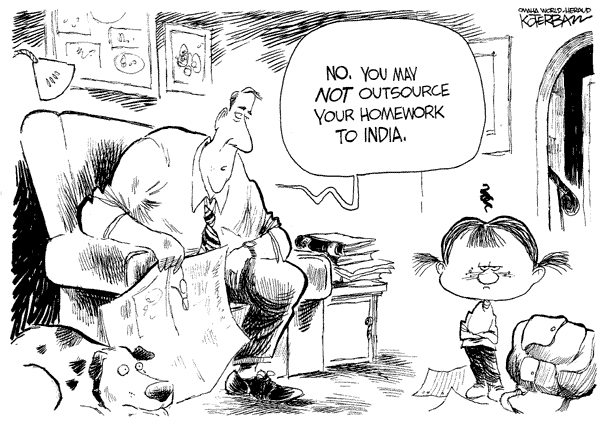 OMAHA WORLD-HERALD
KOTERBA
NO. YOU MAY
NOT OUTSOURCE
YOUR HOMEWORK
TO INDIA.